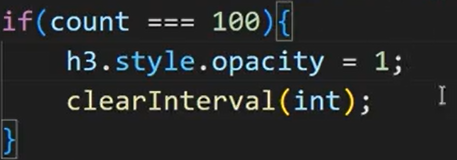 if(count === 100){
h3.style.opacity = 1;
clearInterval(int);
}